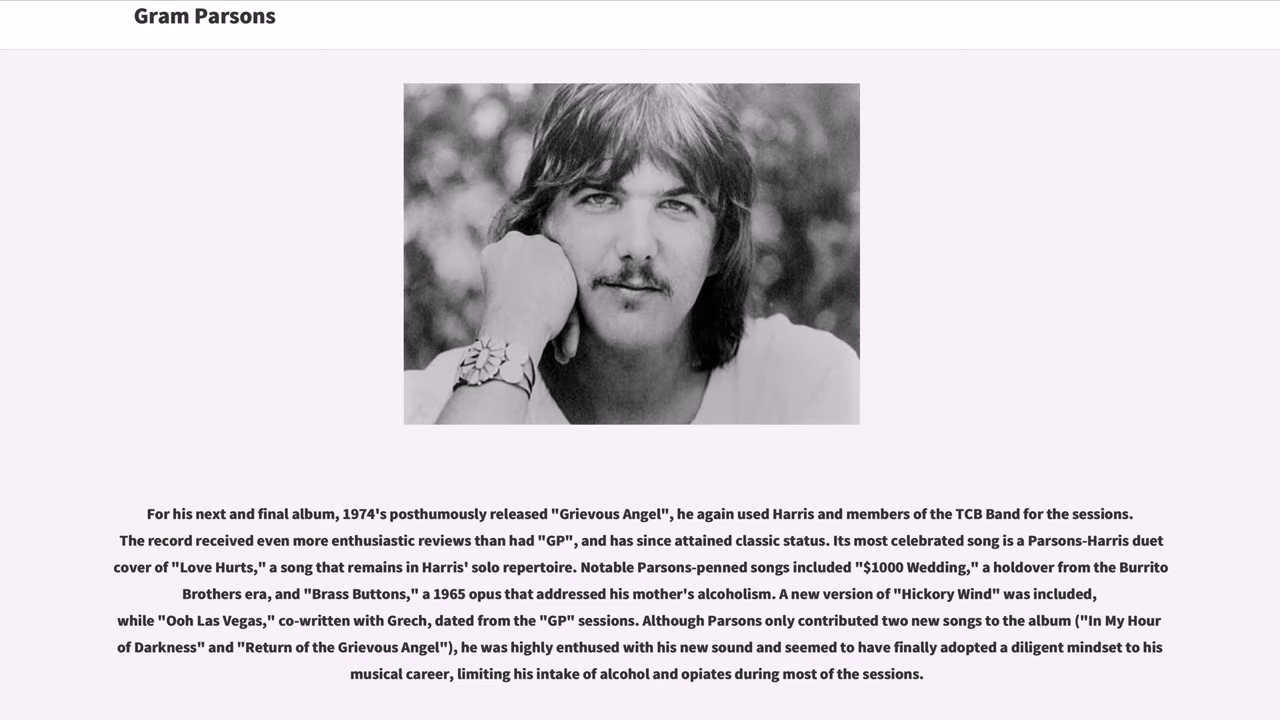 Gram Parsons
For his next and final album, 1974's posthumously released "Grievous Angel", he again used Harris and members of the TCB Band for the sessions.
The record received even more enthusiastic reviews than had "GP", and has since attained classic status. Its most celebrated song is a Parsons-Harris duet
cover of "Love Hurts," a song that remains in Harris' solo repertoire. Notable Parsons-penned songs included "$1000 Wedding," a holdover from the Burrito
Brothers era, and "Brass Buttons," a 1965 opus that addressed his mother's alcoholism. A new version of "Hickory Wind" was included,
while "Ooh Las Vegas," co-written with Grech, dated from the "GP" sessions. Although Parsons only contributed two new songs to the album ("In My Hour
of Darkness" and "Return of the Grievous Angel"), he was highly enthused with his new sound and seemed to have finally adopted a diligent mindset to his
musical career, limiting his intake of alcohol and opiates during most of the sessions.